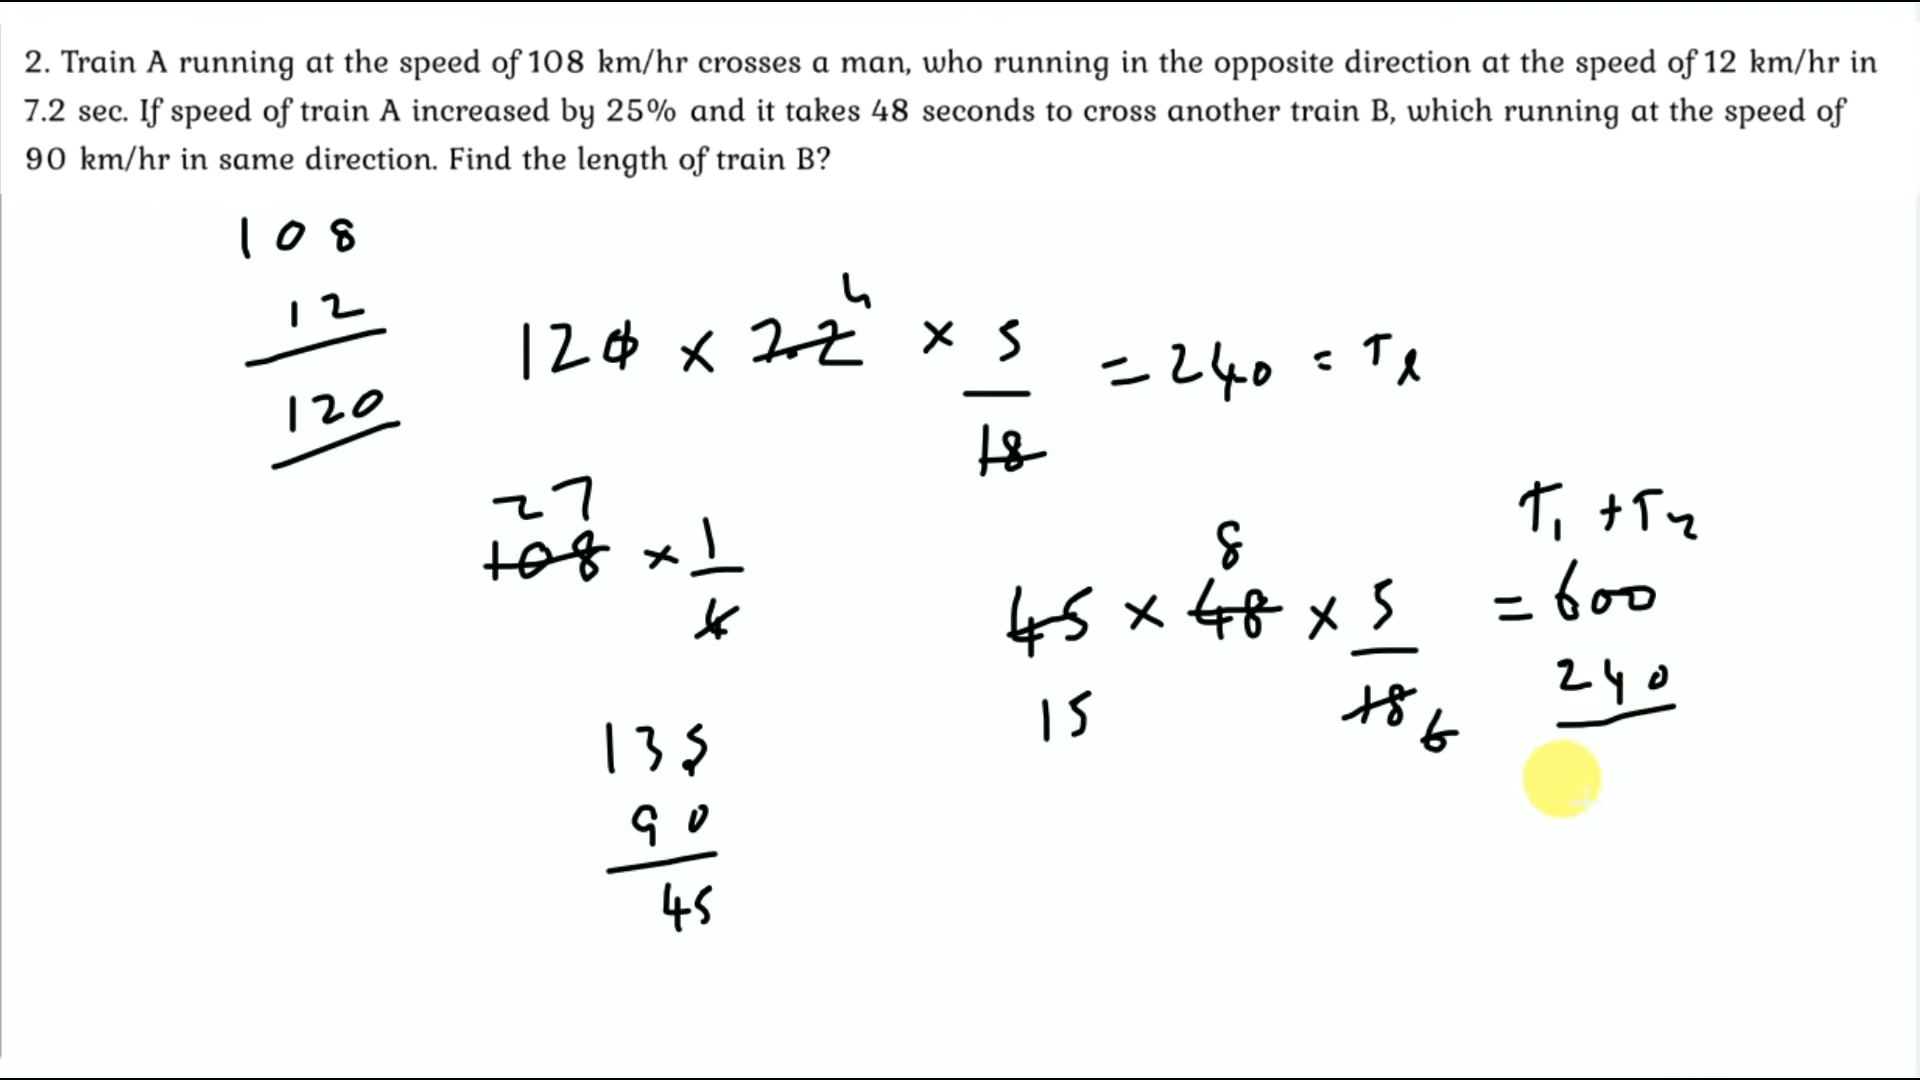 2. Train A running at the speed of 108 km/hr crosses a man, who running in the opposite direction at the speed of 12 km/hr in
7.2 sec. If speed of train A increased by 25% and it takes 48 seconds to cross another train B, which running at the speed of
90 km/hr in same direction. Find the length of train B?
108
12
120
4
120 × 7.2 × 5
18
= 240 = Tl
27
108 × 1
4
135
90
45
8
45 × 48 × 5
15
18 6
T1 + T2
= 600
240